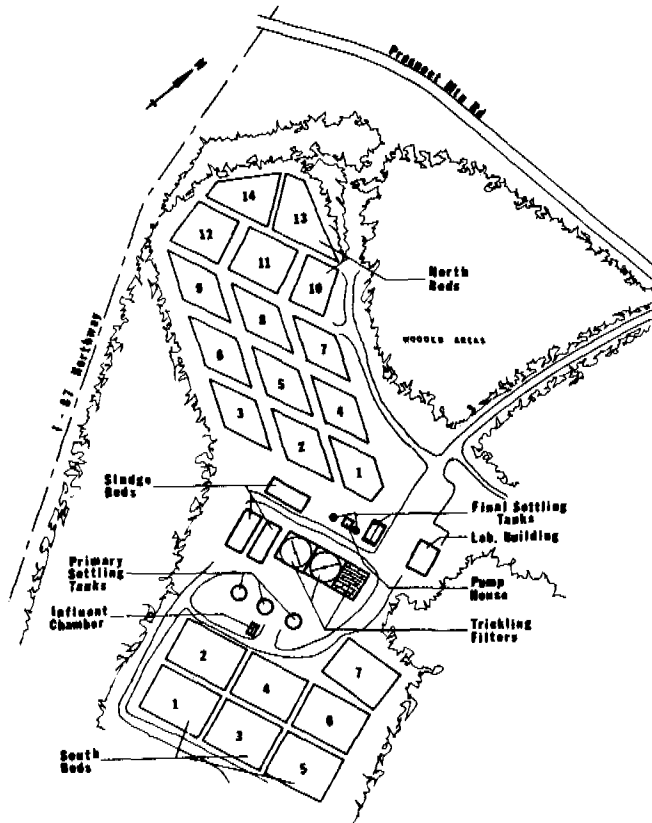 Prospect Mtn Rd
N
I-87 Northway
14
13
12
11
10
North
Beds
9
8
7
WOODED AREAS
6
5
4
3
2
1
Sludge
Beds
Final Settling
Tanks
Lab. Building
Primary
Settling
Tanks
Pump
House
Influent
Chamber
Trickling
Filters
2
7
4
1
6
3
5
South
Beds